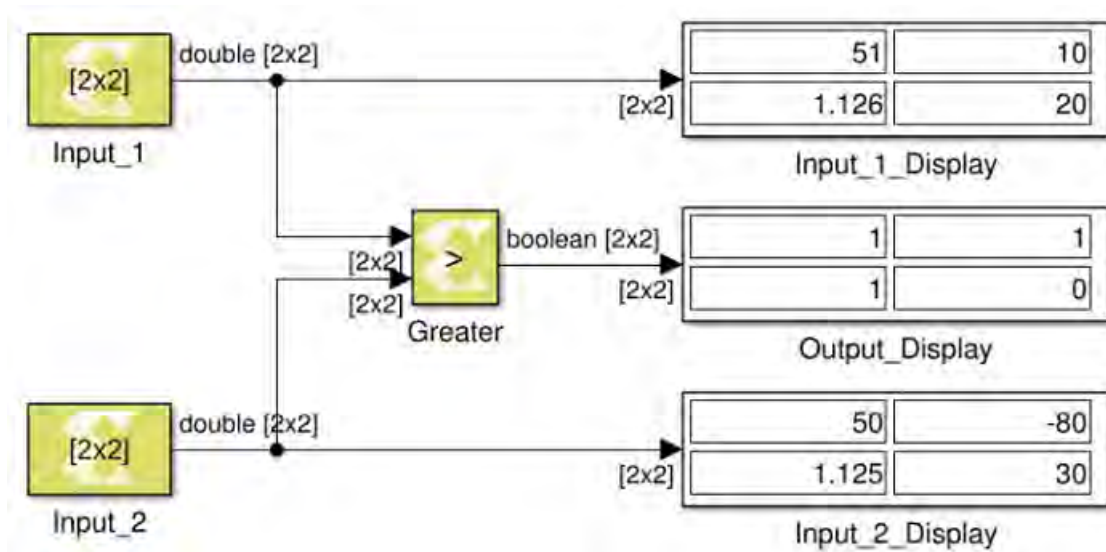 double [2x2]
[2x2]
Input_1
[2x2]
51 10
1.126 20
Input_1_Display
[2x2]
[2x2]
>
Greater
boolean [2x2]
[2x2]
1 1
1 0
Output_Display
double [2x2]
[2x2]
Input_2
[2x2]
50 -80
1.125 30
Input_2_Display